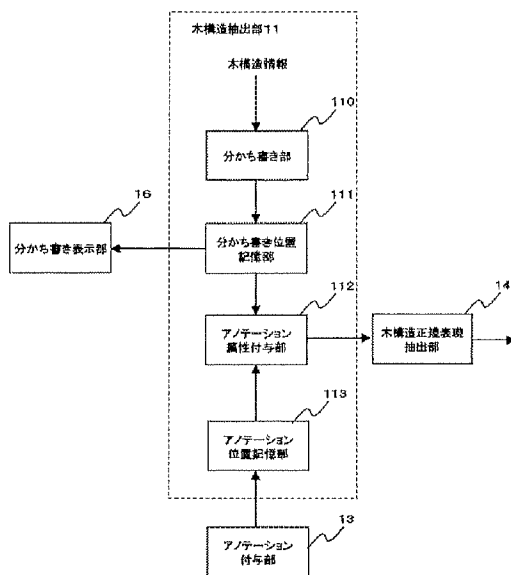 木構造抽出部11
木構造情報
110
分かち書き部
16
111
分かち書き表示部
分かち書き位置
記憶部
112
14
アノテーション
属性付与部
木構造正規表現
抽出部
113
アノテーション
位置記憶部
13
アノテーション
付与部